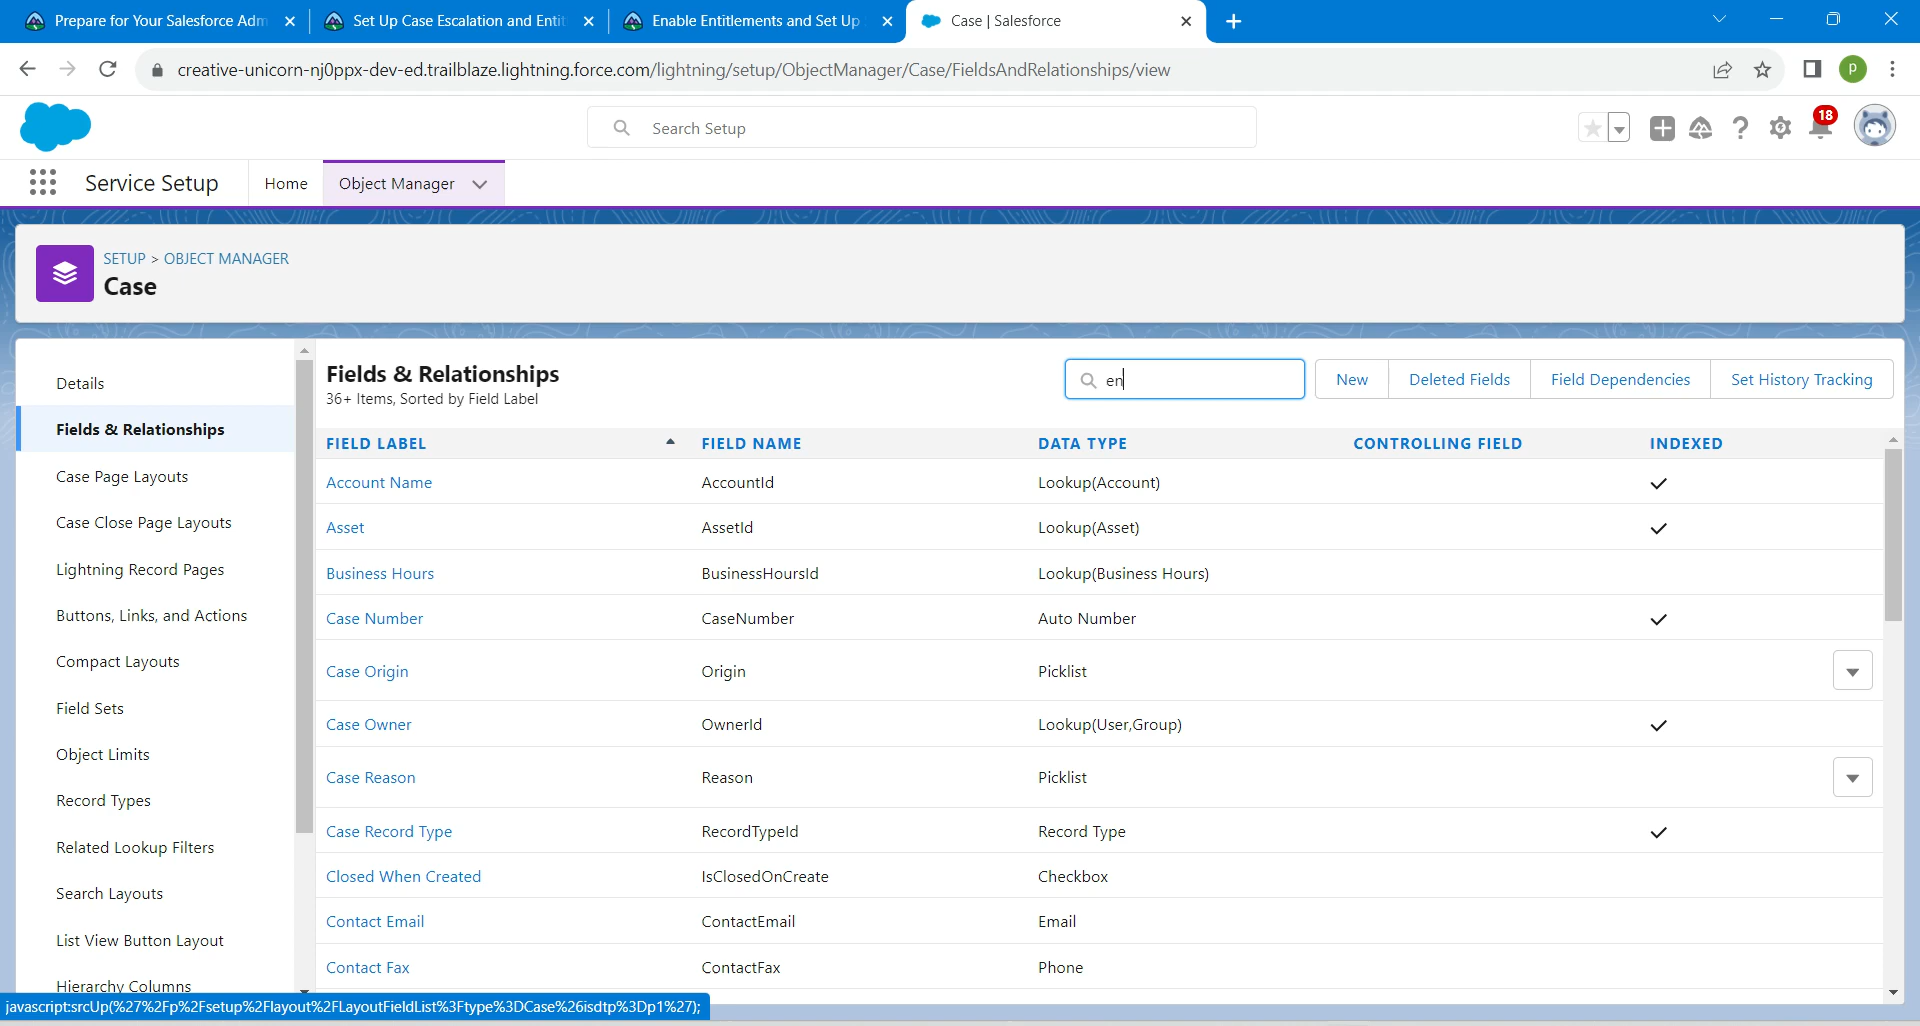 Prepare for Your Salesforce Adm
Set Up Case Escalation and Entit
Enable Entitlements and Set Up
Case | Salesforce
creative-unicorn-nj0ppx-dev-ed.trailblaze.lightning.force.com/lightning/setup/ObjectManager/Case/FieldsAndRelationships/view
p
Search Setup
18
Service Setup
Home
Object Manager
SETUP > OBJECT MANAGER
Case
Details
Fields & Relationships
Case Page Layouts
Case Close Page Layouts
Lightning Record Pages
Buttons, Links, and Actions
Compact Layouts
Field Sets
Object Limits
Record Types
Related Lookup Filters
Search Layouts
List View Button Layout
Hierarchy Columns
Fields & Relationships
36+ Items, Sorted by Field Label
en
New
Deleted Fields
Field Dependencies
Set History Tracking
FIELD LABEL FIELD NAME DATA TYPE CONTROLLING FIELD INDEXED
Account Name AccountId Lookup(Account)
Asset AssetId Lookup(Asset)
Business Hours BusinessHoursId Lookup(Business Hours)
Case Number CaseNumber Auto Number
Case Origin Origin Picklist
Case Owner OwnerId Lookup(User,Group)
Case Reason Reason Picklist
Case Record Type RecordTypeId Record Type
Closed When Created IsClosedOnCreate Checkbox
Contact Email ContactEmail Email
Contact Fax ContactFax Phone
javascript:srcUp(%27%2Fp%2Fsetup%2Flayout%2FLayoutFieldList%3Ftype%3DCase%26isdtp%3Dp1%27);